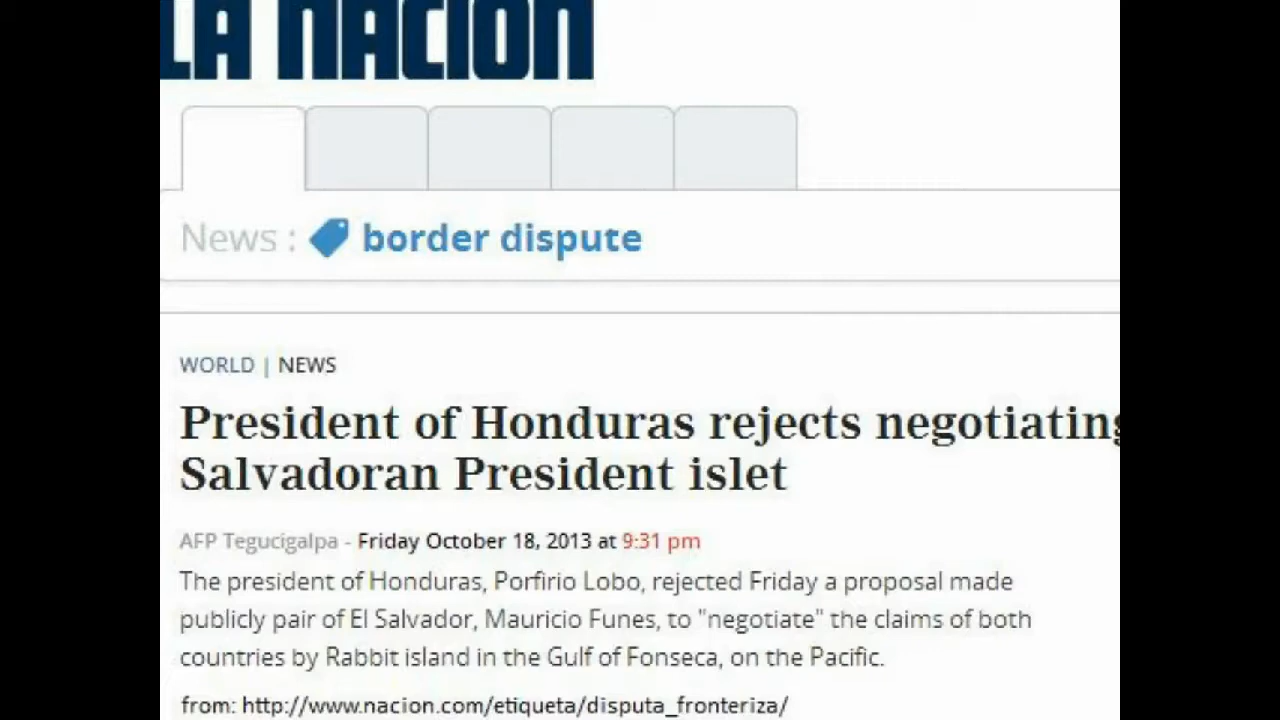 LA NACION
News : border dispute
WORLD | NEWS
President of Honduras rejects negotiating
Salvadoran President islet
AFP Tegucigalpa - Friday October 18, 2013 at 9:31 pm
The president of Honduras, Porfirio Lobo, rejected Friday a proposal made
publicly pair of El Salvador, Mauricio Funes, to "negotiate" the claims of both
countries by Rabbit island in the Gulf of Fonseca, on the Pacific.
from: http://www.nacion.com/etiqueta/disputa_fronteriza/